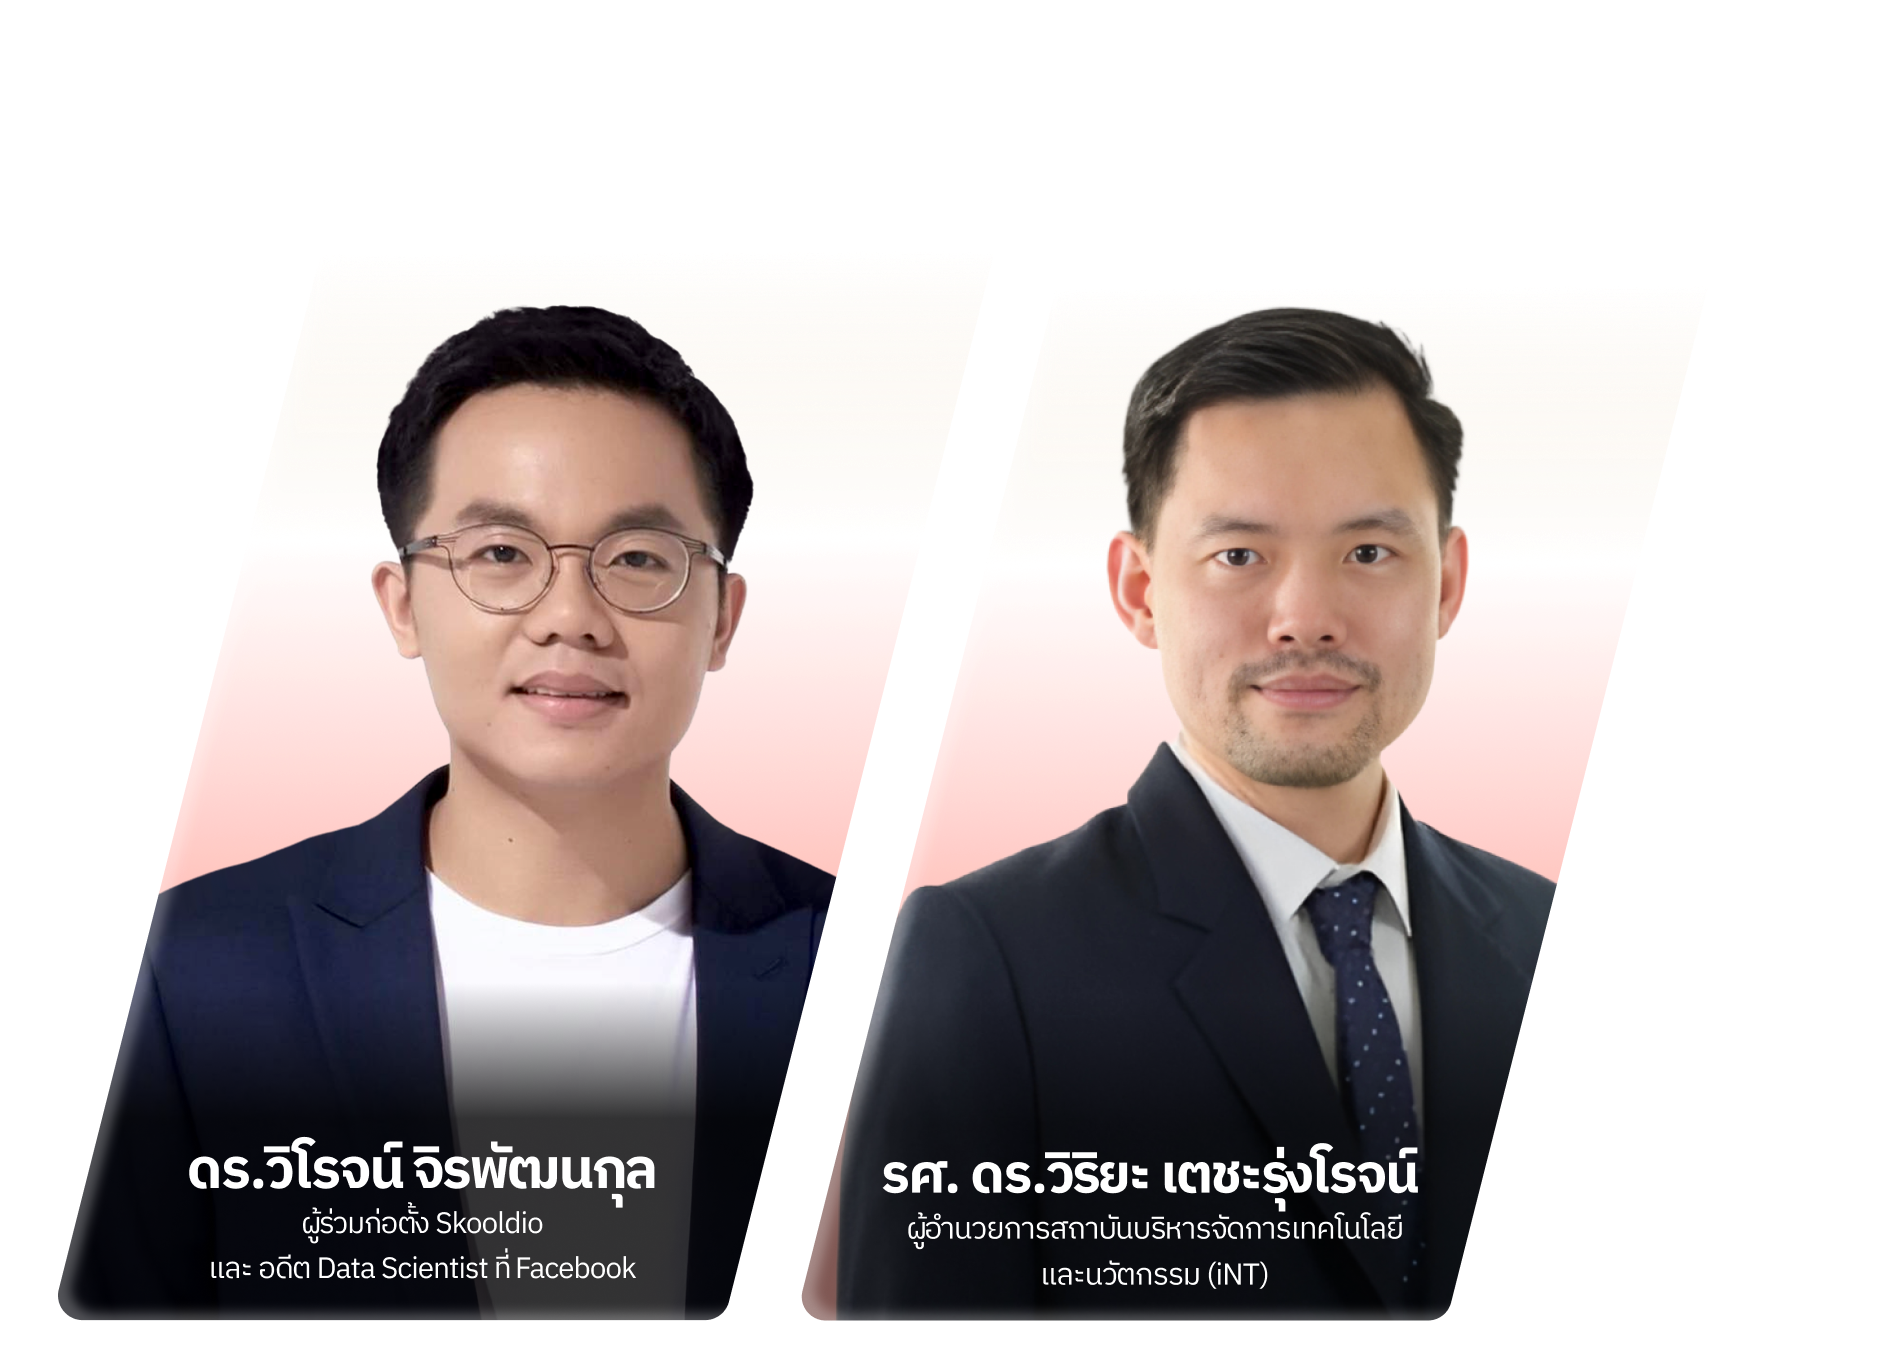 ดร.วิโรจน์ จิรพัฒนกุล
ผู้ร่วมก่อตั้ง Skooldio
และ อดีต Data Scientist ที่ Facebook
รศ. ดร.วิริยะ เตชะรุ่งโรจน์
ผู้อำนวยการสถาบันบริหารจัดการเทคโนโลยี
และนวัตกรรม (iNT)